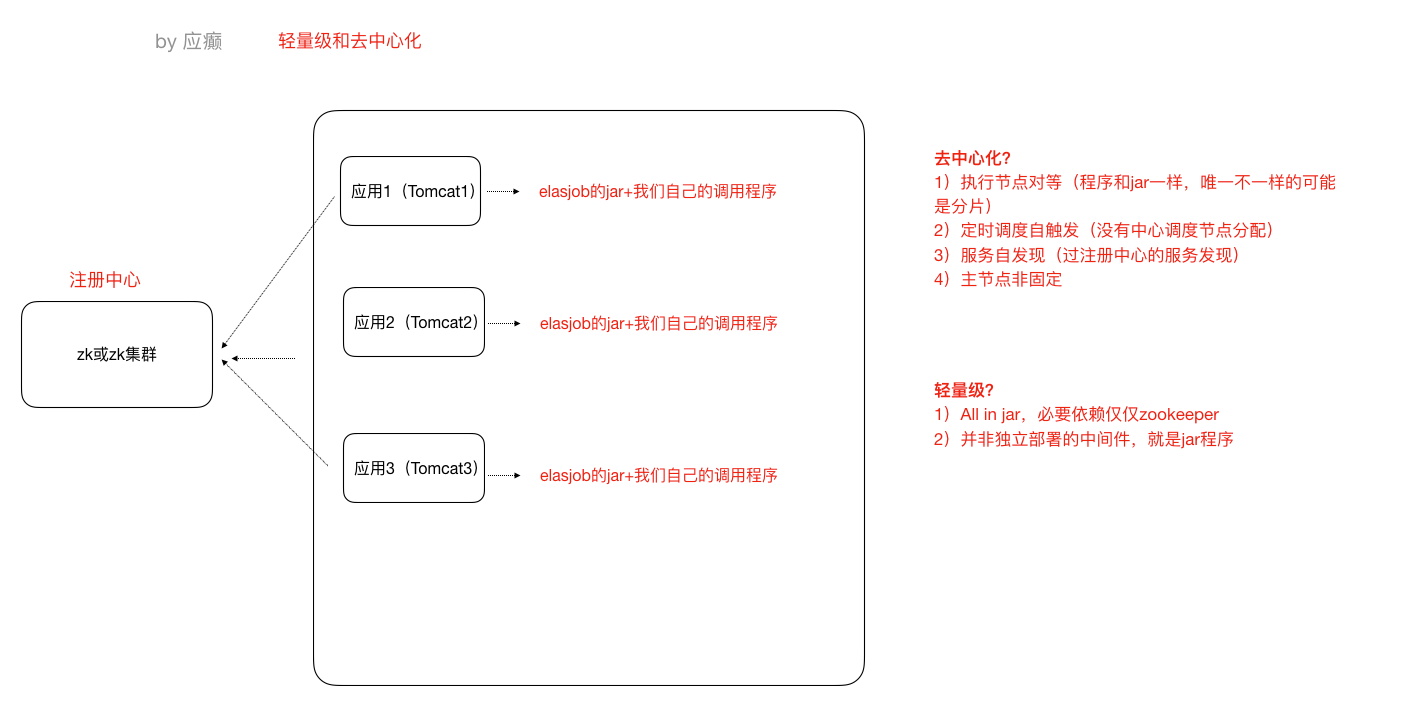 by 应癫
轻量级和去中心化
应用1（Tomcat1）
elasjob的jar+我们自己的调用程序
注册中心
zk或zk集群
应用2（Tomcat2）
elasjob的jar+我们自己的调用程序
应用3（Tomcat3）
elasjob的jar+我们自己的调用程序
去中心化？
1）执行节点对等（程序和jar一样，唯一不一样的可能
是分片）
2）定时调度自触发（没有中心调度节点分配）
3）服务自发现（过注册中心的服务发现）
4）主节点非固定
轻量级？
1）All in jar，必要依赖仅仅zookeeper
2）并非独立部署的中间件，就是jar程序